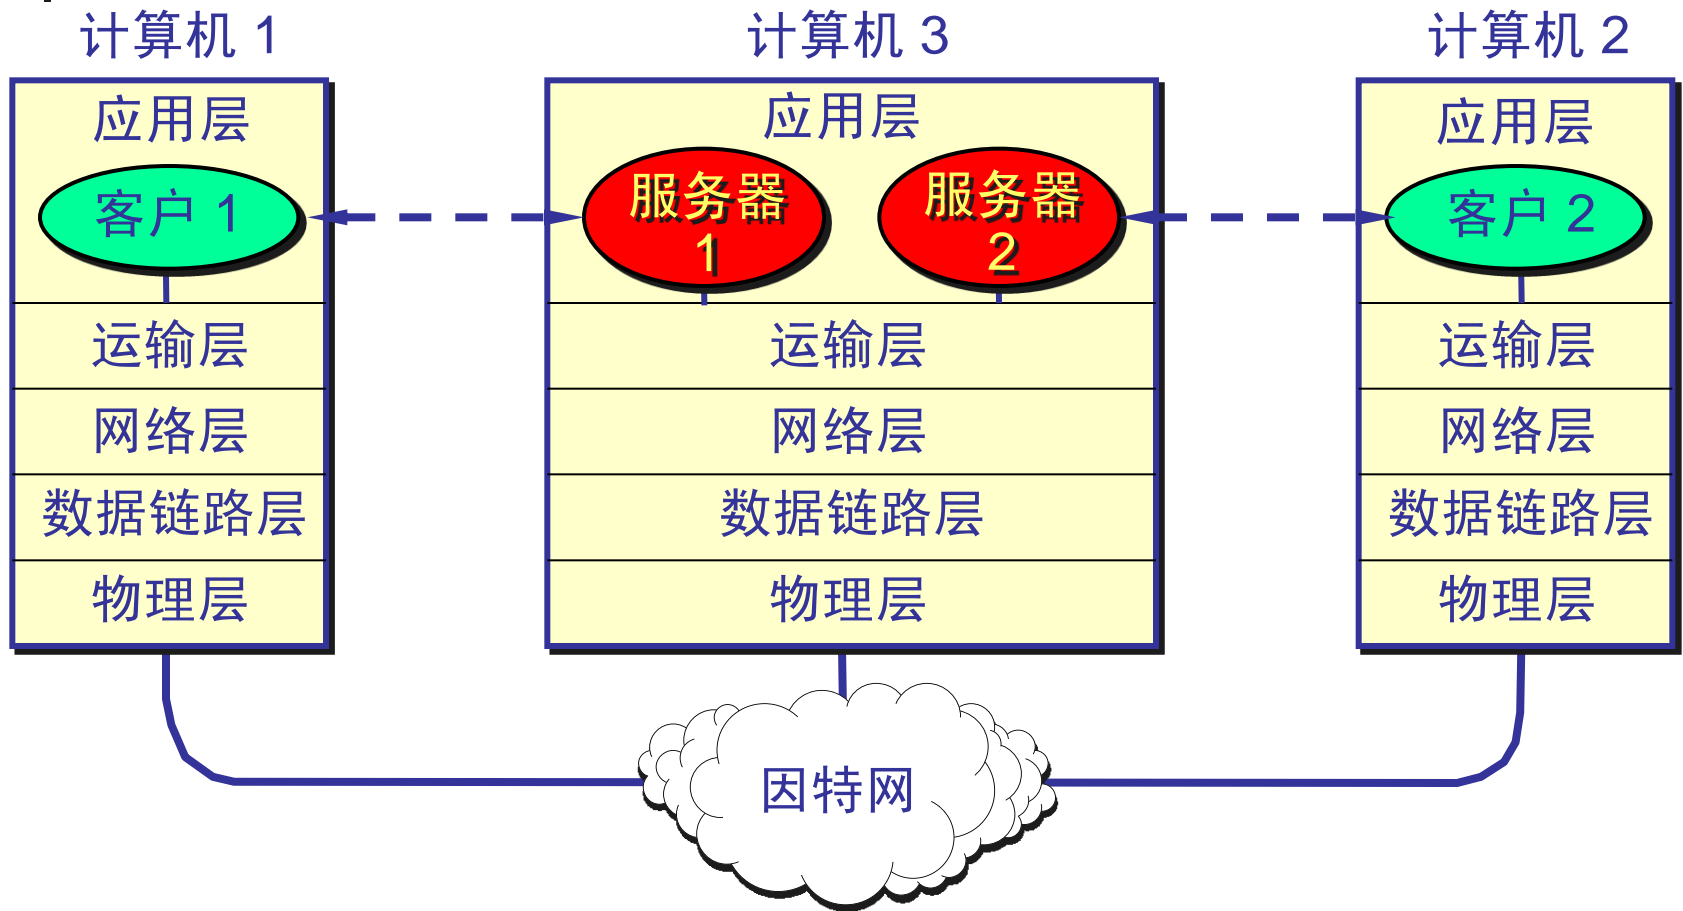 计算机 1
应用层
客户 1
运输层
网络层
数据链路层
物理层
计算机 3
应用层
服务器
1
服务器
2
运输层
网络层
数据链路层
物理层
计算机 2
应用层
客户 2
运输层
网络层
数据链路层
物理层
因特网